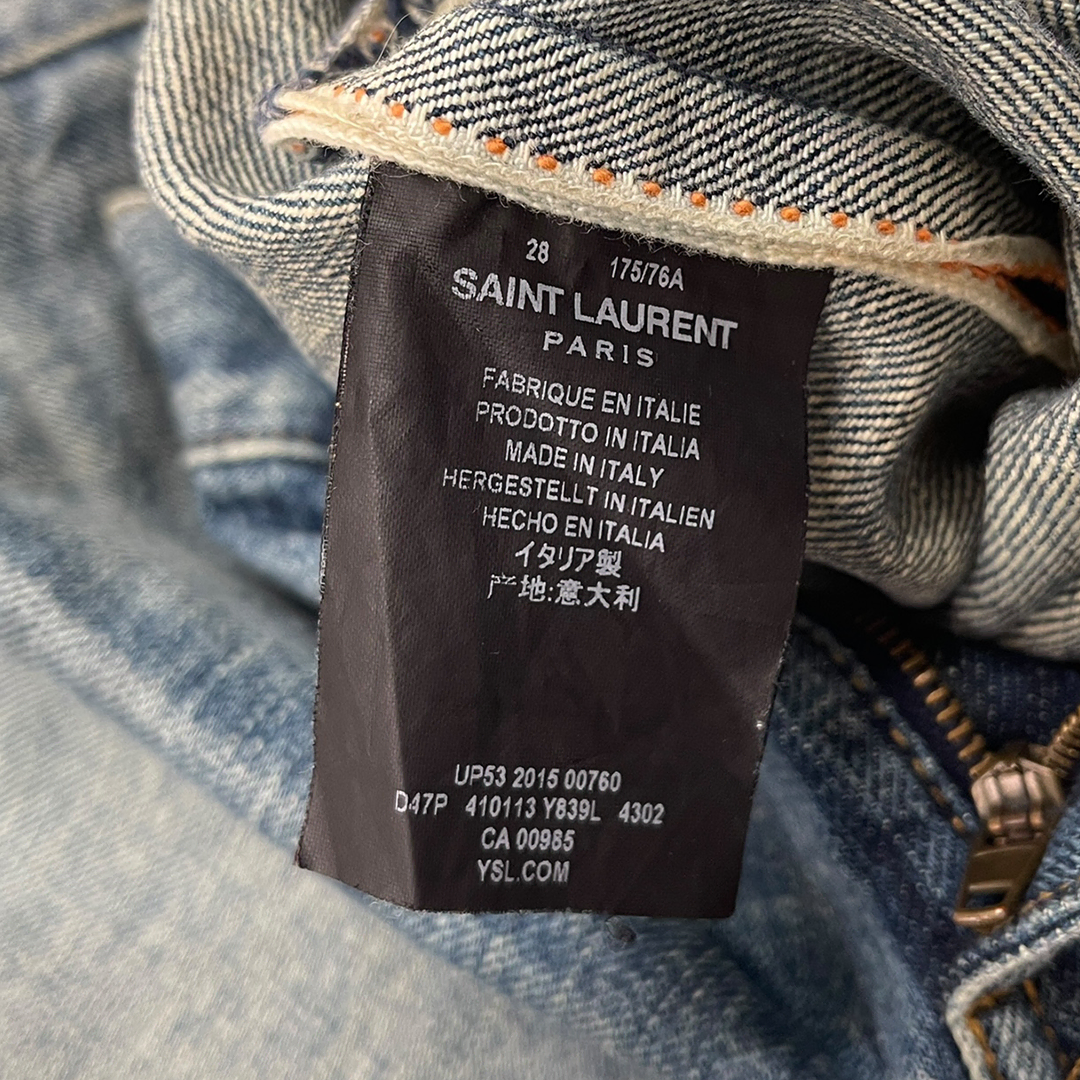 28 175/76A
SAINT LAURENT
PARIS
FABRIQUE EN ITALIE
PRODOTTO IN ITALIA
MADE IN ITALY
HERGESTELLT IN ITALIEN
HECHO EN ITALIA
イタリア製
产地:意大利
UP53 2015 00760
D47P 410113 Y839L 4302
CA 00985
YSL.COM